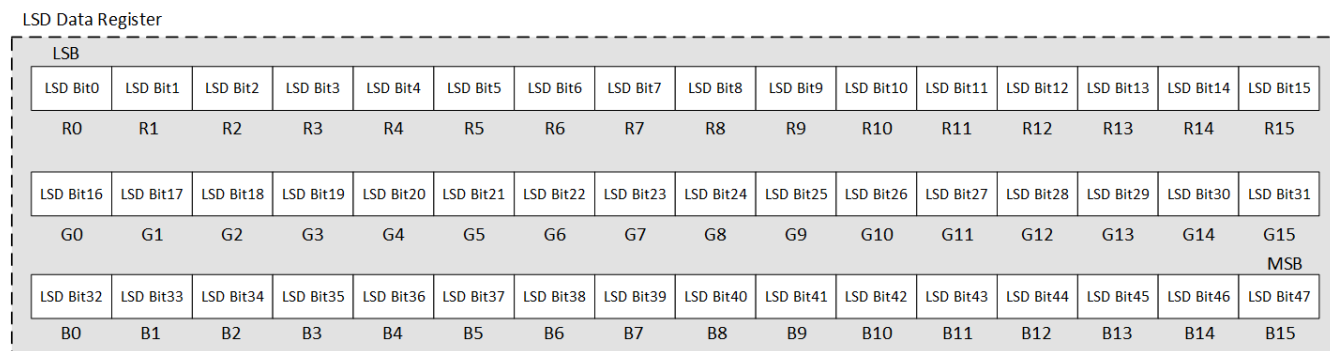 LSD Data Register
LSB
LSD Bit0 LSD Bit1 LSD Bit2 LSD Bit3 LSD Bit4 LSD Bit5 LSD Bit6 LSD Bit7 LSD Bit8 LSD Bit9 LSD Bit10 LSD Bit11 LSD Bit12 LSD Bit13 LSD Bit14 LSD Bit15
R0 R1 R2 R3 R4 R5 R6 R7 R8 R9 R10 R11 R12 R13 R14 R15
LSD Bit16 LSD Bit17 LSD Bit18 LSD Bit19 LSD Bit20 LSD Bit21 LSD Bit22 LSD Bit23 LSD Bit24 LSD Bit25 LSD Bit26 LSD Bit27 LSD Bit28 LSD Bit29 LSD Bit30 LSD Bit31
G0 G1 G2 G3 G4 G5 G6 G7 G8 G9 G10 G11 G12 G13 G14 G15
MSB
LSD Bit32 LSD Bit33 LSD Bit34 LSD Bit35 LSD Bit36 LSD Bit37 LSD Bit38 LSD Bit39 LSD Bit40 LSD Bit41 LSD Bit42 LSD Bit43 LSD Bit44 LSD Bit45 LSD Bit46 LSD Bit47
B0 B1 B2 B3 B4 B5 B6 B7 B8 B9 B10 B11 B12 B13 B14 B15